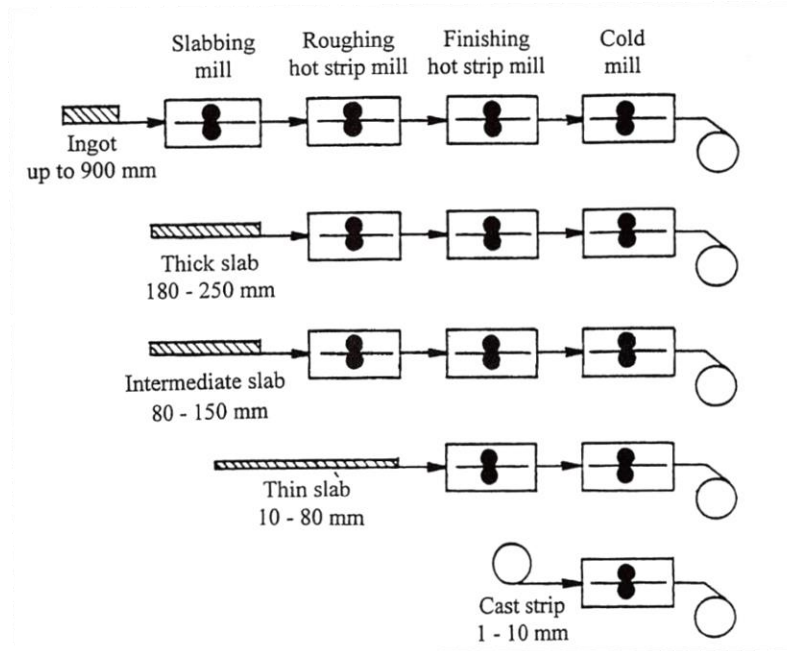 Slabbing
mill
Roughing
hot strip mill
Finishing
hot strip mill
Cold
mill
Ingot
up to 900 mm
Thick slab
180 - 250 mm
Intermediate slab
80 - 150 mm
Thin slab
10 - 80 mm
Cast strip
1 - 10 mm